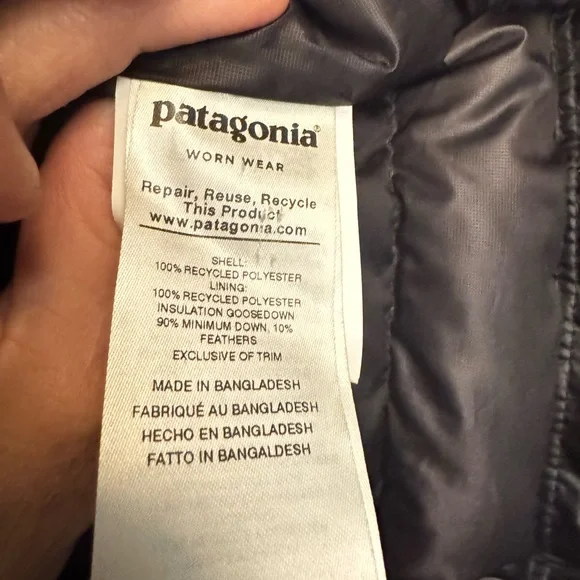 patagonia®
WORN WEAR
Repair, Reuse, Recycle
This Product
www.patagonia.com
SHELL:
100% RECYCLED POLYESTER
LINING:
100% RECYCLED POLYESTER
INSULATION GOOSEDOWN
90% MINIMUM DOWN, 10%
FEATHERS
EXCLUSIVE OF TRIM
MADE IN BANGLADESH
FABRIQUÉ AU BANGLADESH
HECHO EN BANGLADESH
FATTO IN BANGALDESH